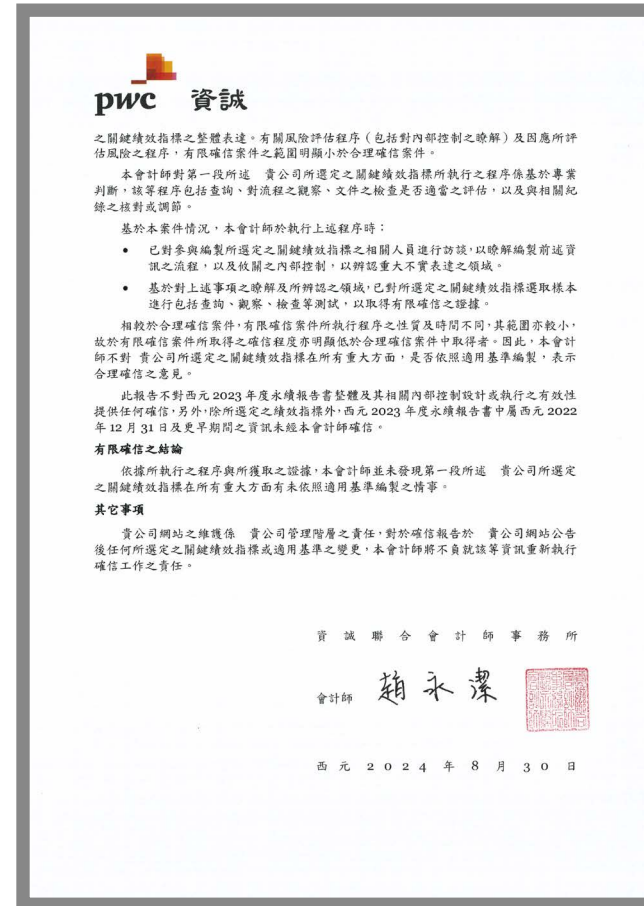 pwc 資誠
之關鍵績效指標之整體表達。有關風險評估程序（包括對內部控制之瞭解）及因應所評
估風險之程序，有限確信案件之範圍明顯小於合理確信案件。
本會計師對第一段所述 貴公司所選定之關鍵績效指標所執行之程序係基於專業
判斷，該等程序包括查詢、對流程之觀察、文件之檢查是否適當之評估，以及與相關紀
錄之核對或調節。
基於本案件情況，本會計師於執行上述程序時：
• 已對參與編製所選定之關鍵績效指標之相關人員進行訪談，以瞭解編製前述資
訊之流程，以及攸關之內部控制，以辨認重大不實表達之領域。
• 基於對上述事項之瞭解及所辨認之領域，已對所選定之關鍵績效指標選取樣本
進行包括查詢、觀察、檢查等測試，以取得有限確信之證據。
相較於合理確信案件，有限確信案件所執行程序之性質及時間不同，其範圍亦較小，
故於有限確信案件所取得之確信程度亦明顯低於合理確信案件中取得者。因此，本會計
師不對 貴公司所選定之關鍵績效指標在所有重大方面，是否依照適用基準編製，表示
合理確信之意見。
此報告不對西元 2023 年度永續報告書整體及其相關內部控制設計或執行之有效性
提供任何確信，另外，除所選定之績效指標外，西元 2023 年度永續報告書中屬西元 2022
年 12 月 31 日及更早期間之資訊未經本會計師確信。
有限確信之結論
依據所執行之程序與所獲取之證據，本會計師並未發現第一段所述 貴公司所選定
之關鍵績效指標在所有重大方面有未依照適用基準編製之情事。
其它事項
貴公司網站之維護係 貴公司管理階層之責任，對於確信報告於 貴公司網站公告
後任何所選定之關鍵績效指標或適用基準之變更，本會計師將不負就該等資訊重新執行
確信工作之責任。
資 誠 聯 合 會 計 師 事 務 所
會計師 趙永潔
西 元 2 0 2 4 年 8 月 3 0 日